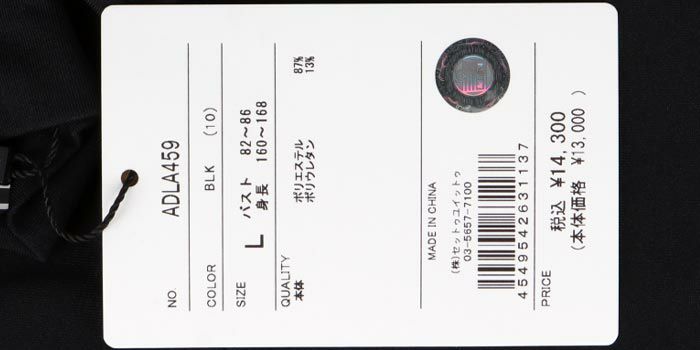 NO. ADLA459
COLOR BLK (10)
SIZE L バスト 82～86
身長 160～168
QUALITY
本体 ポリエステル 87%
ポリウレタン 13%
MADE IN CHINA
(株)セットゥユイットゥ
03-5657-7100
4549542631137
PRICE 税込 ¥14,300
(本体価格 ¥13,000)